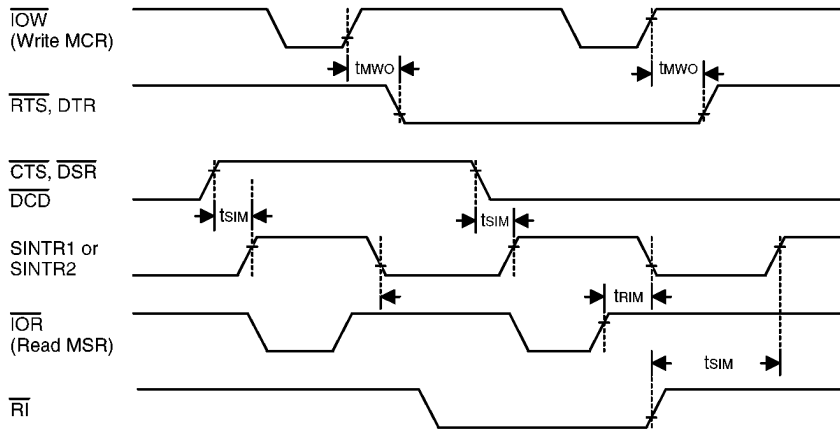 IOW
(Write MCR)
tMWO
tMWO
RTS, DTR
CTS, DSR
DCD
tSIM
tSIM
SINTR1 or
SINTR2
tRIM
IOR
(Read MSR)
tSIM
RI